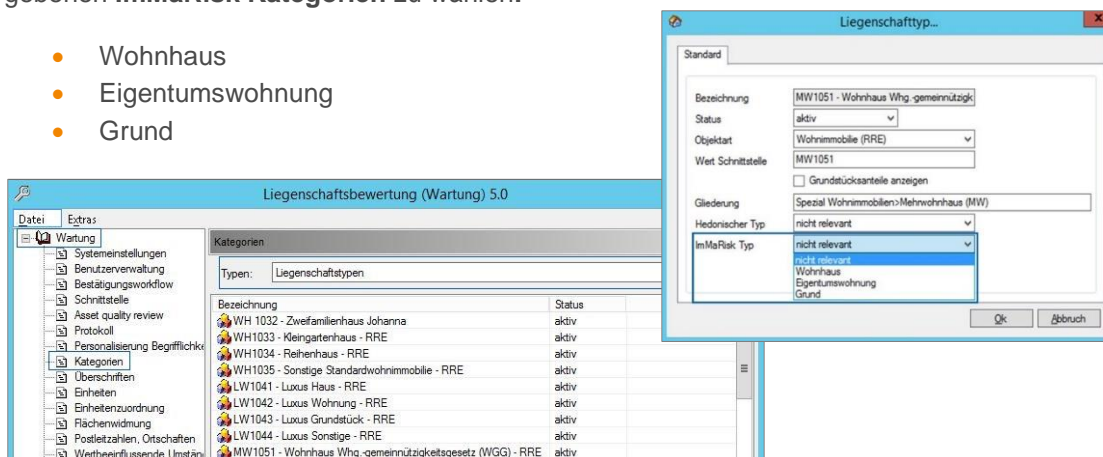 gebenen ImMaRisk Kategorien zu wählen.
Wohnhaus
Eigentumswohnung
Grund
Liegenschafttyp...
x
Standard
Bezeichnung MW1051 - Wohnhaus Whg.-gemeinnützigk
Status aktiv
Objektart Wohnimmobilie (RRE)
Wert Schnittstelle MW1051
Grundstücksanteile anzeigen
Gliederung Spezial Wohnimmobilien>Mehrwohnhaus (MW)
Hedonischer Typ nicht relevant
ImMaRisk Typ nicht relevant
nicht relevant
Wohnhaus
Eigentumswohnung
Grund
Ok Abbruch
Liegenschaftsbewertung (Wartung) 5.0
Datei Extras
Wartung
Systemeinstellungen
Benutzerverwaltung
Bestätigungsworkflow
Schnittstelle
Asset quality review
Protokoll
Personalisierung Begrifflichke
Kategorien
Überschriften
Einheiten
Einheitenzuordnung
Flächenwidmung
Postleitzahlen, Ortschaften
Wertbeeinflussende Umstän
Kategorien
Typen: Liegenschaftstypen
Bezeichnung Status
WH 1032 - Zweifamilienhaus Johanna aktiv
WH1033 - Kleingartenhaus - RRE aktiv
WH1034 - Reihenhaus - RRE aktiv
WH1035 - Sonstige Standardwohnimmobilie - RRE aktiv
LW1041 - Luxus Haus - RRE aktiv
LW1042 - Luxus Wohnung - RRE aktiv
LW1043 - Luxus Grundstück - RRE aktiv
LW1044 - Luxus Sonstige - RRE aktiv
MW1051 - Wohnhaus Whg.-gemeinnützigkeitsgesetz (WGG) - RRE aktiv